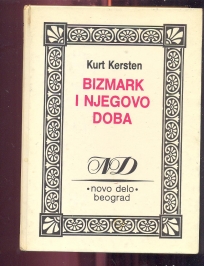 Kurt Kersten
BIZMARK
I NJEGOVO
DOBA
ND
• novo delo •
beograd